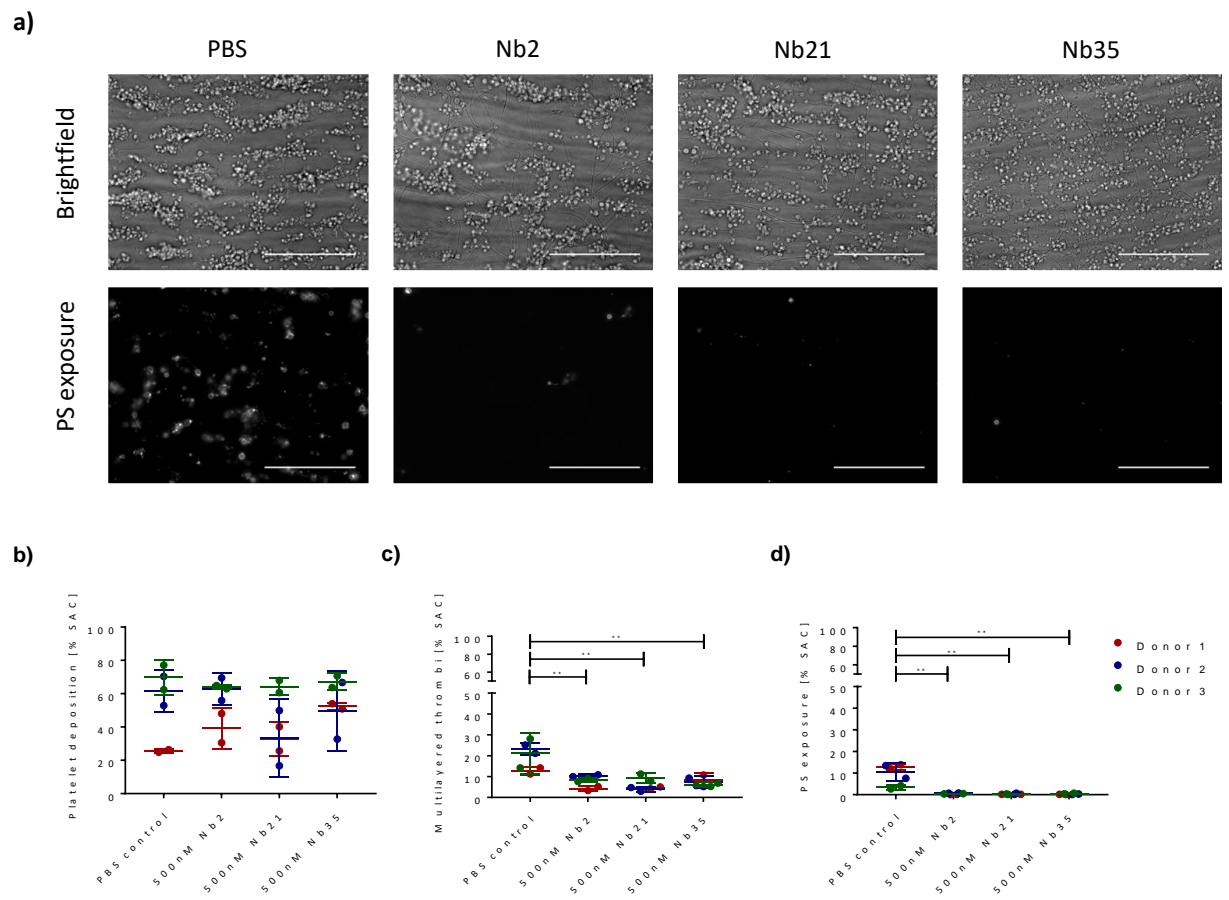 a)
PBS Nb2 Nb21 Nb35
Brightfield
PS exposure
b)
c)
d)
Platelet deposition [% SAC]
100
80
60
40
20
0
PBS control
500nM Nb2
500nM Nb21
500nM Nb35
Multilayered thrombi [% SAC]
100
80
60
50
40
30
20
10
0
**
**
**
PBS control
500nM Nb2
500nM Nb21
500nM Nb35
PS exposure [% SAC]
100
80
60
50
40
30
20
10
0
**
**
**
PBS control
500nM Nb2
500nM Nb21
500nM Nb35
Donor 1
Donor 2
Donor 3